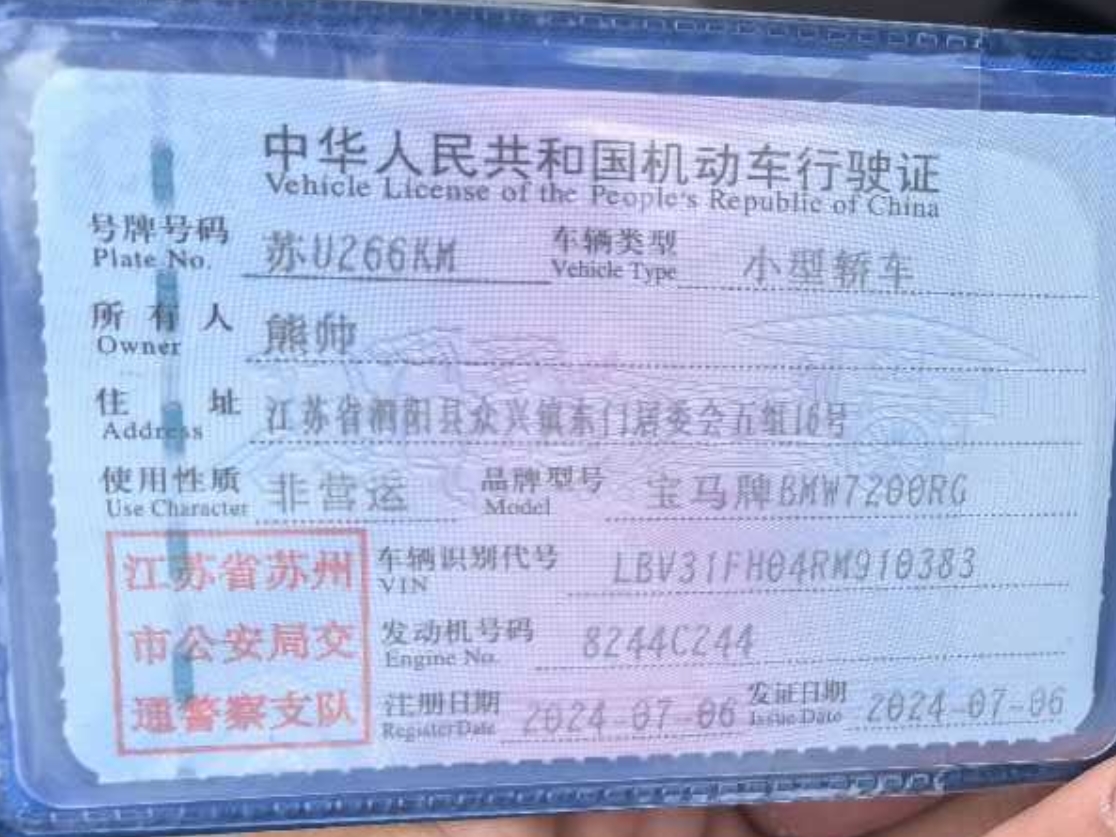 中华人民共和国机动车行驶证
Vehicle License of the People's Republic of China
号牌号码 苏U266KM 车辆类型 小型轿车
Plate No. Vehicle Type
所有人 熊帅
Owner
住址 江苏省泗阳县众兴镇东门居委会五组16号
Address
使用性质 非营运 品牌型号 宝马牌BMW7200RG
Use Character Model
江苏省苏州
市公安局交
通警察支队
车辆识别代号 LBV31FH04RM910383
VIN
发动机号码 8244C244
Engine No.
注册日期 2024-07-06 发证日期 2024-07-06
Register Date Issue Date